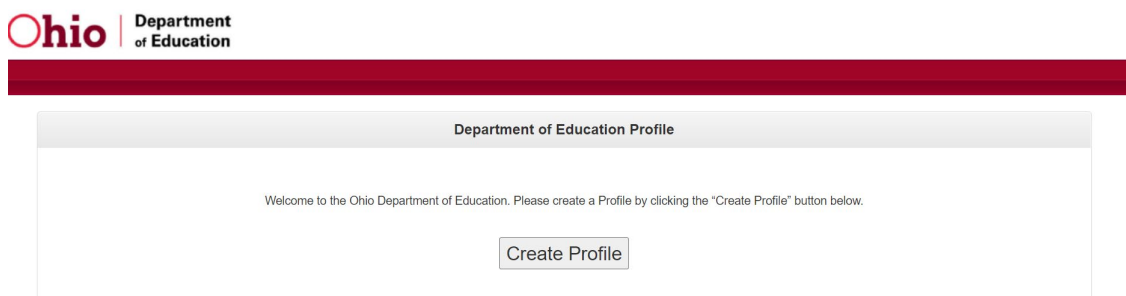 Ohio
Department
of Education
Department of Education Profile
Welcome to the Ohio Department of Education. Please create a Profile by clicking the “Create Profile” button below.
Create Profile